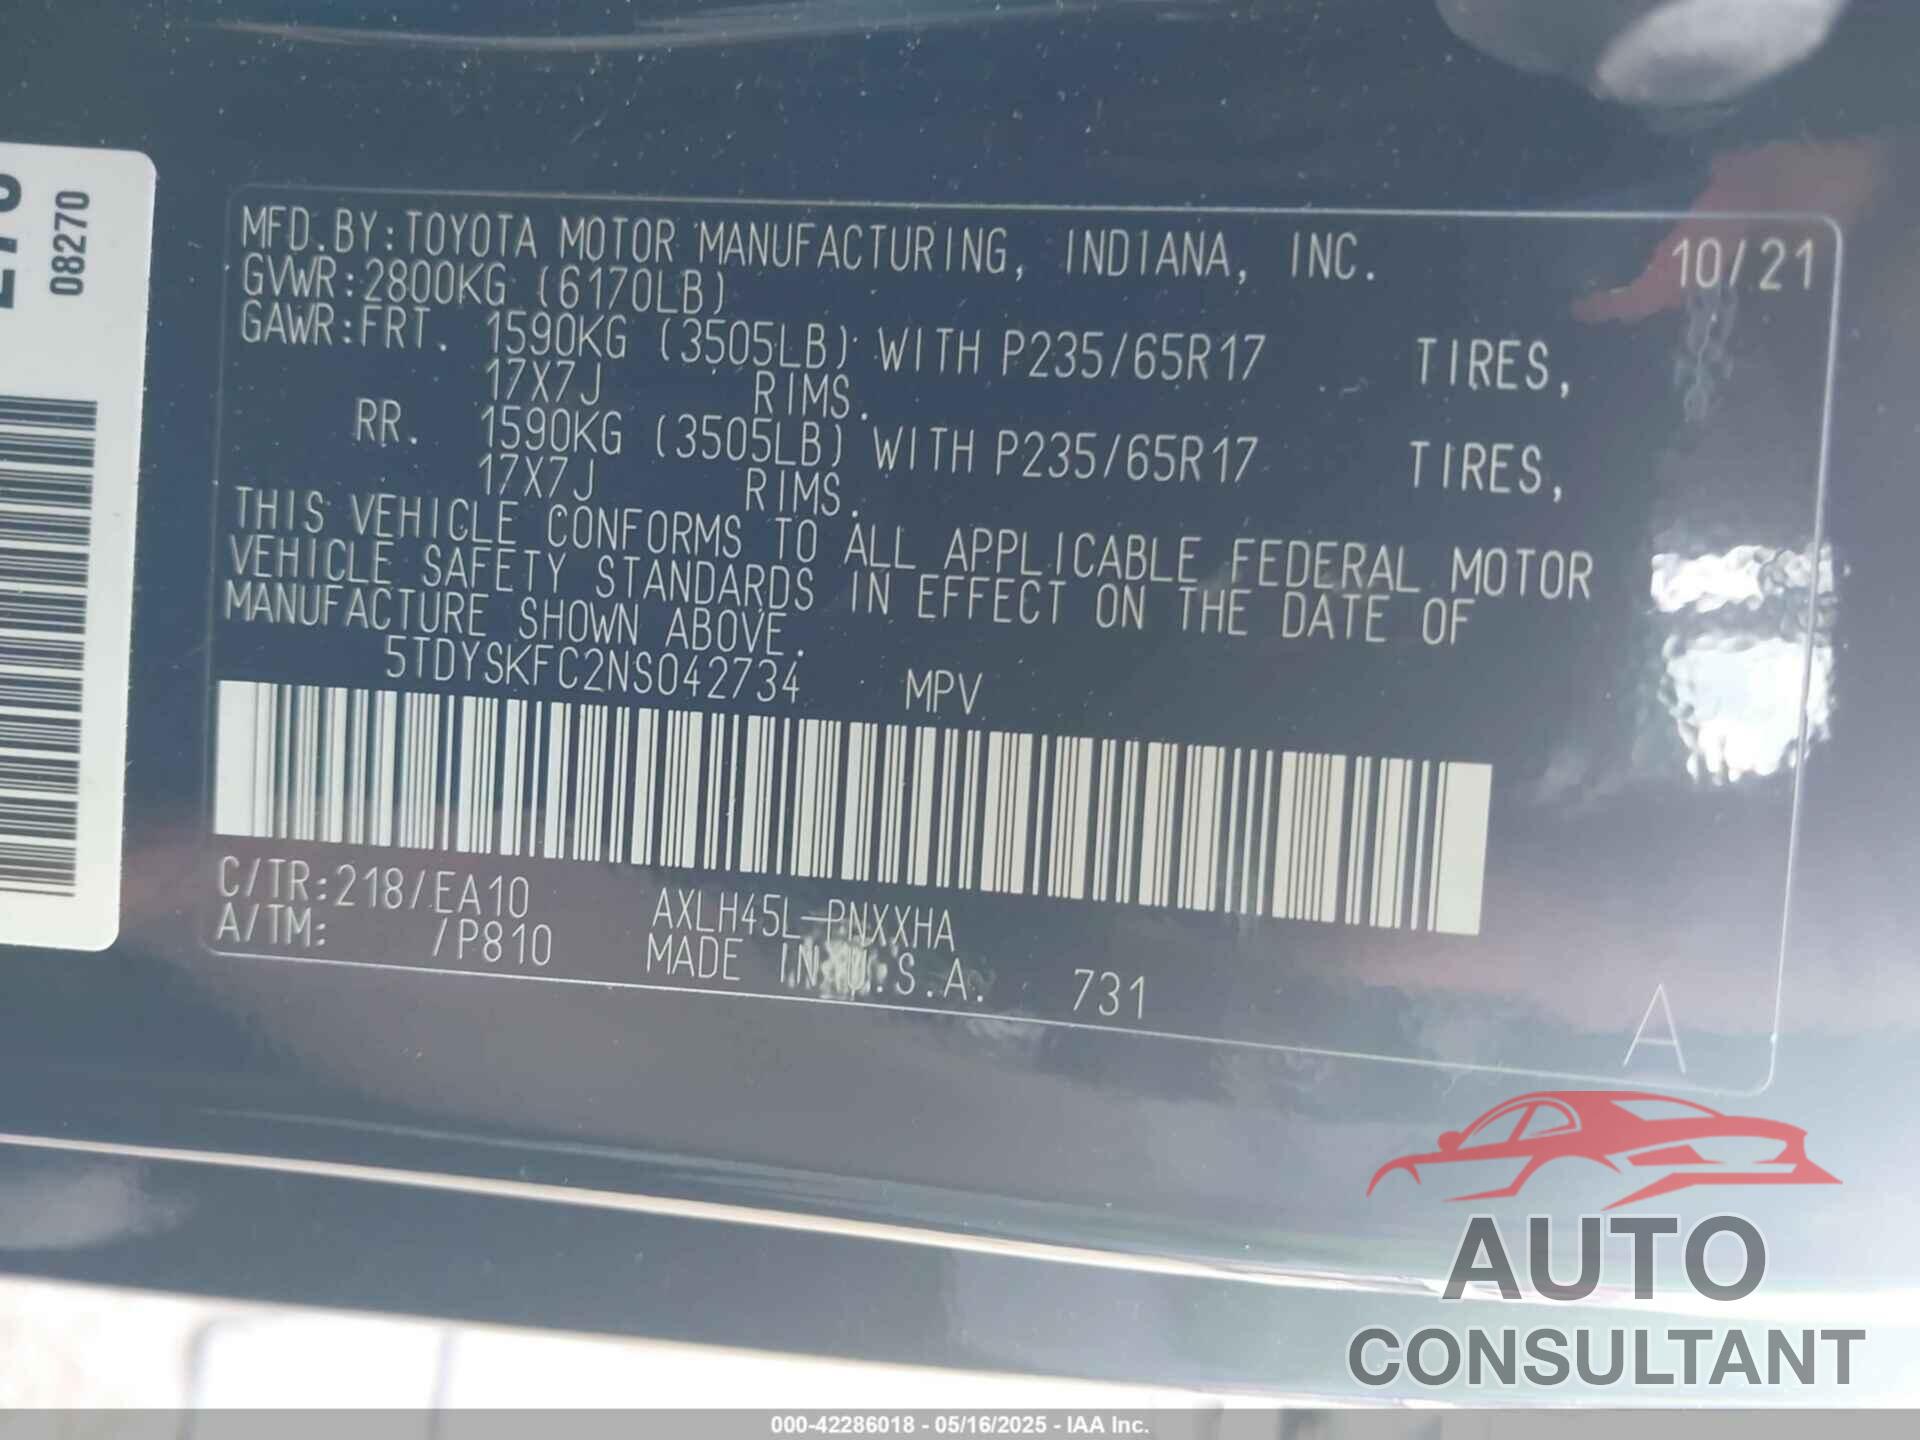 MFD.BY:TOYOTA MOTOR MANUFACTURING, INDIANA, INC. 10/21
GVWR:2800KG (6170LB)
GAWR:FRT. 1590KG (3505LB) WITH P235/65R17 TIRES,
17X7J RIMS.
RR. 1590KG (3505LB) WITH P235/65R17 TIRES,
17X7J RIMS.
THIS VEHICLE CONFORMS TO ALL APPLICABLE FEDERAL MOTOR
VEHICLE SAFETY STANDARDS IN EFFECT ON THE DATE OF
MANUFACTURE SHOWN ABOVE.
5TDYSKFC2NS042734 MPV
C/TR:218/EA10 AXLH45L-PNXXHA
A/TM: /P810 MADE IN U.S.A. 731
A
08270
AUTO
CONSULTANT
000-42286018 - 05/16/2025 - IAA Inc.